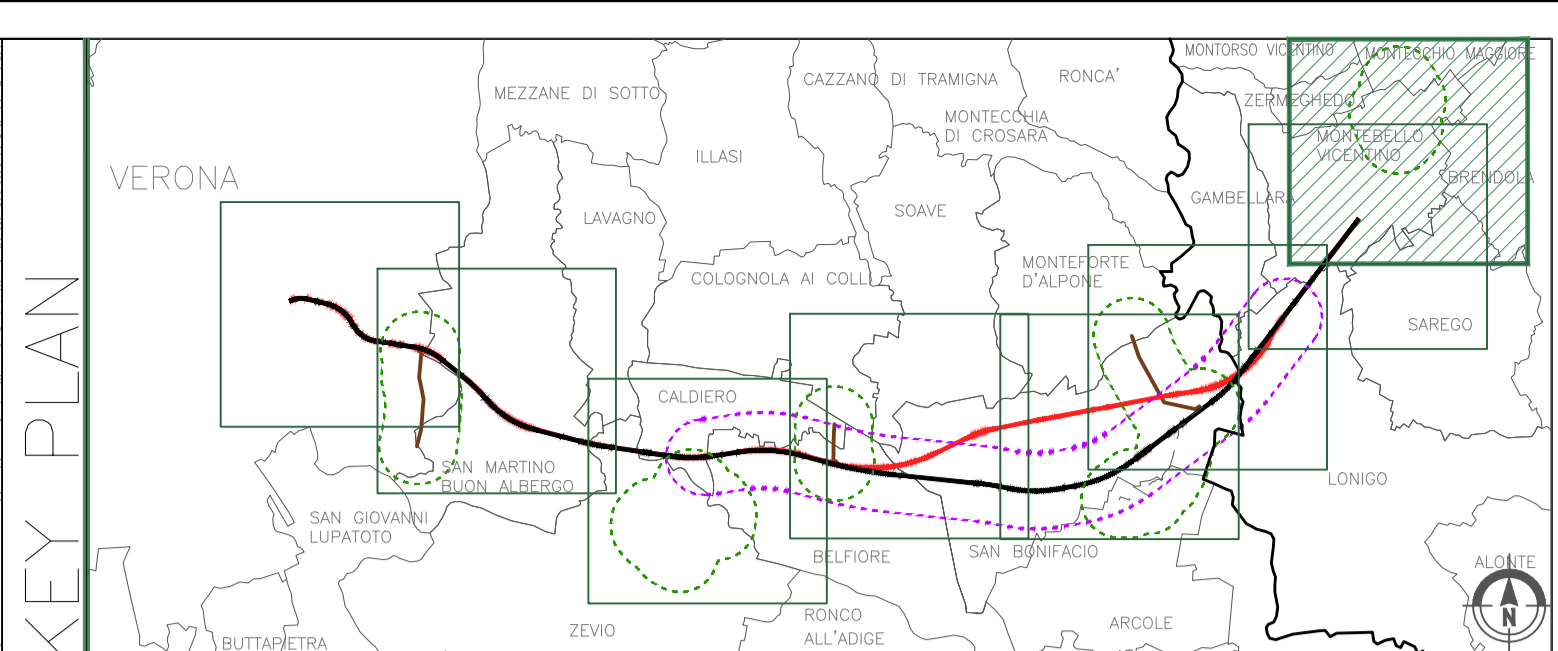 KEY PLAN
MONTORSO VICENTINO
MONTECCHIO MAGGIORE
MEZZANE DI SOTTO
CAZZANO DI TRAMIGNA
RONCA'
ZERMEGHEDO
MONTECCHIA
DI CROSARA
MONTEBELLO
VICENTINO
ILLASI
VERONA
BRENDOLA
GAMBELLARA
LAVAGNO
SOAVE
MONTEFORTE
D'ALPONE
COLOGNOLA AI COLLI
SAREGO
CALDIERO
SAN MARTINO
BUON ALBERGO
LONIGO
SAN GIOVANNI
LUPATOTO
BELFIORE
SAN BONIFACIO
ALONTE
RONCO
ALL'ADIGE
ARCOLE
ZEVIO
BUTTAPIETRA
N